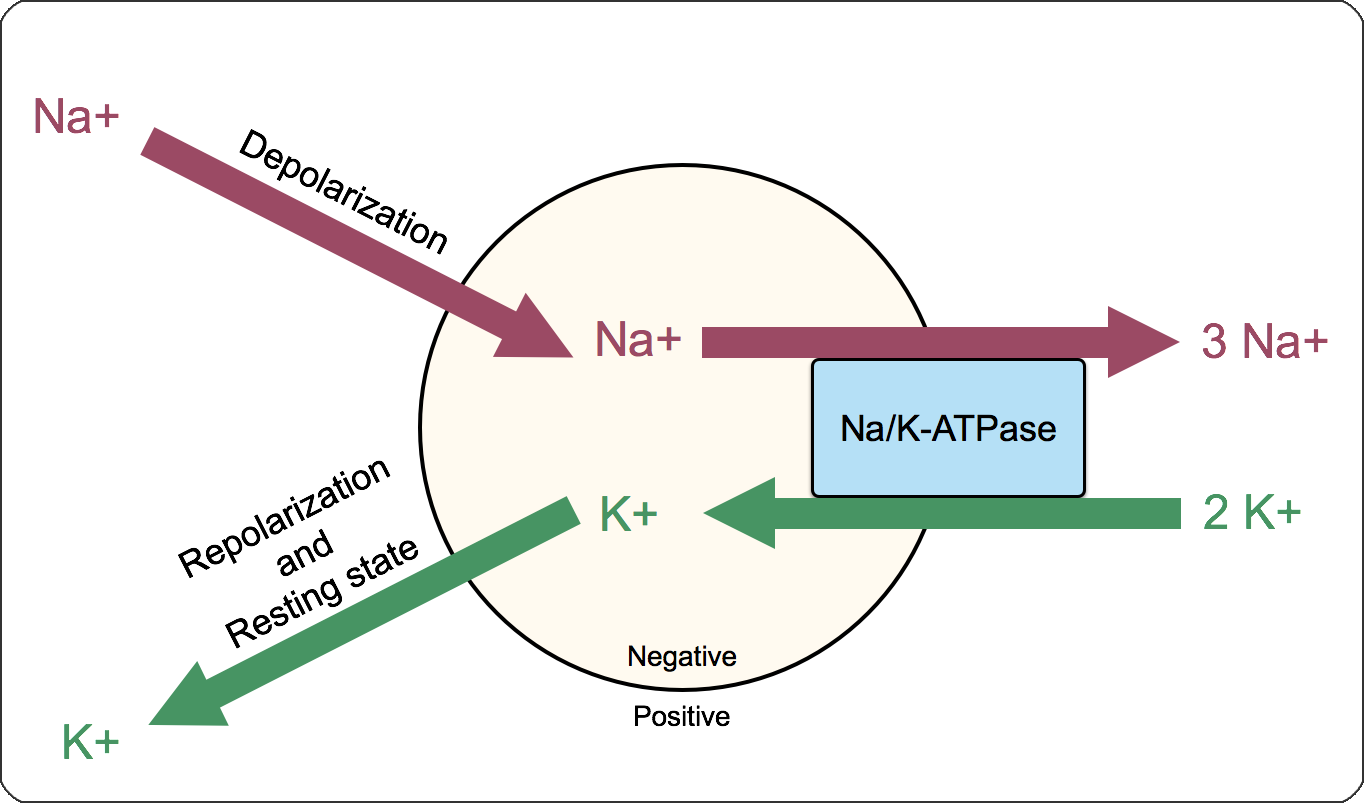 Na+
Depolarization
Na+
3 Na+
Na/K-ATPase
Repolarization
and
Resting state
K+
2 K+
Negative
Positive
K+